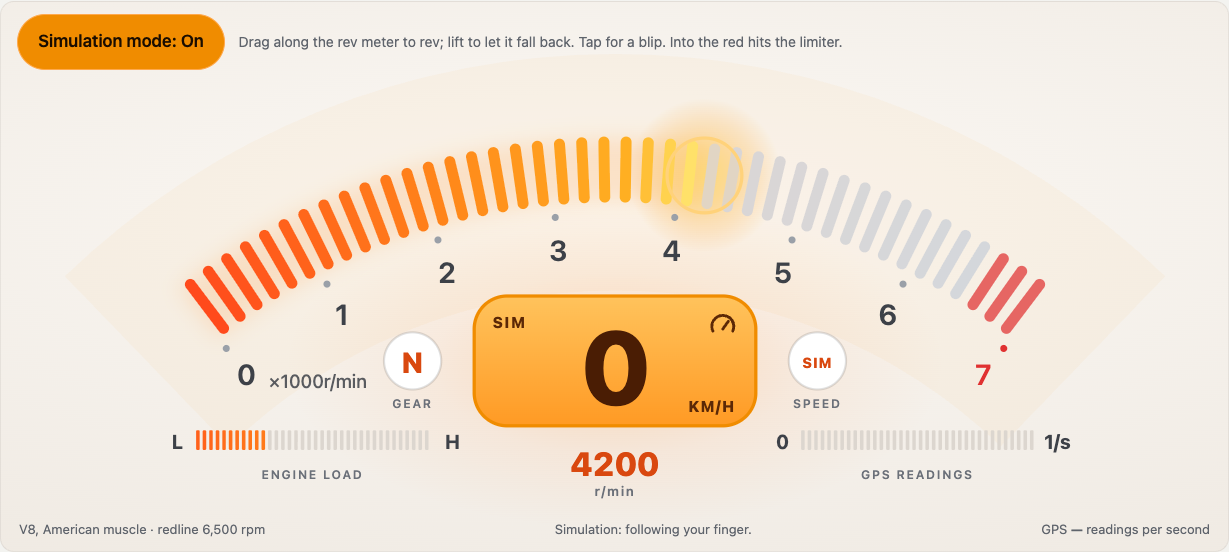 Simulation mode: On
Drag along the rev meter to rev; lift to let it fall back. Tap for a blip. Into the red hits the limiter.
0
1
2
3
4
5
6
7
×1000r/min
N
GEAR
SIM
0
KM/H
SIM
SPEED
L
H
ENGINE LOAD
4200
r/min
0
1/s
GPS READINGS
V8, American muscle · redline 6,500 rpm
Simulation: following your finger.
GPS — readings per second